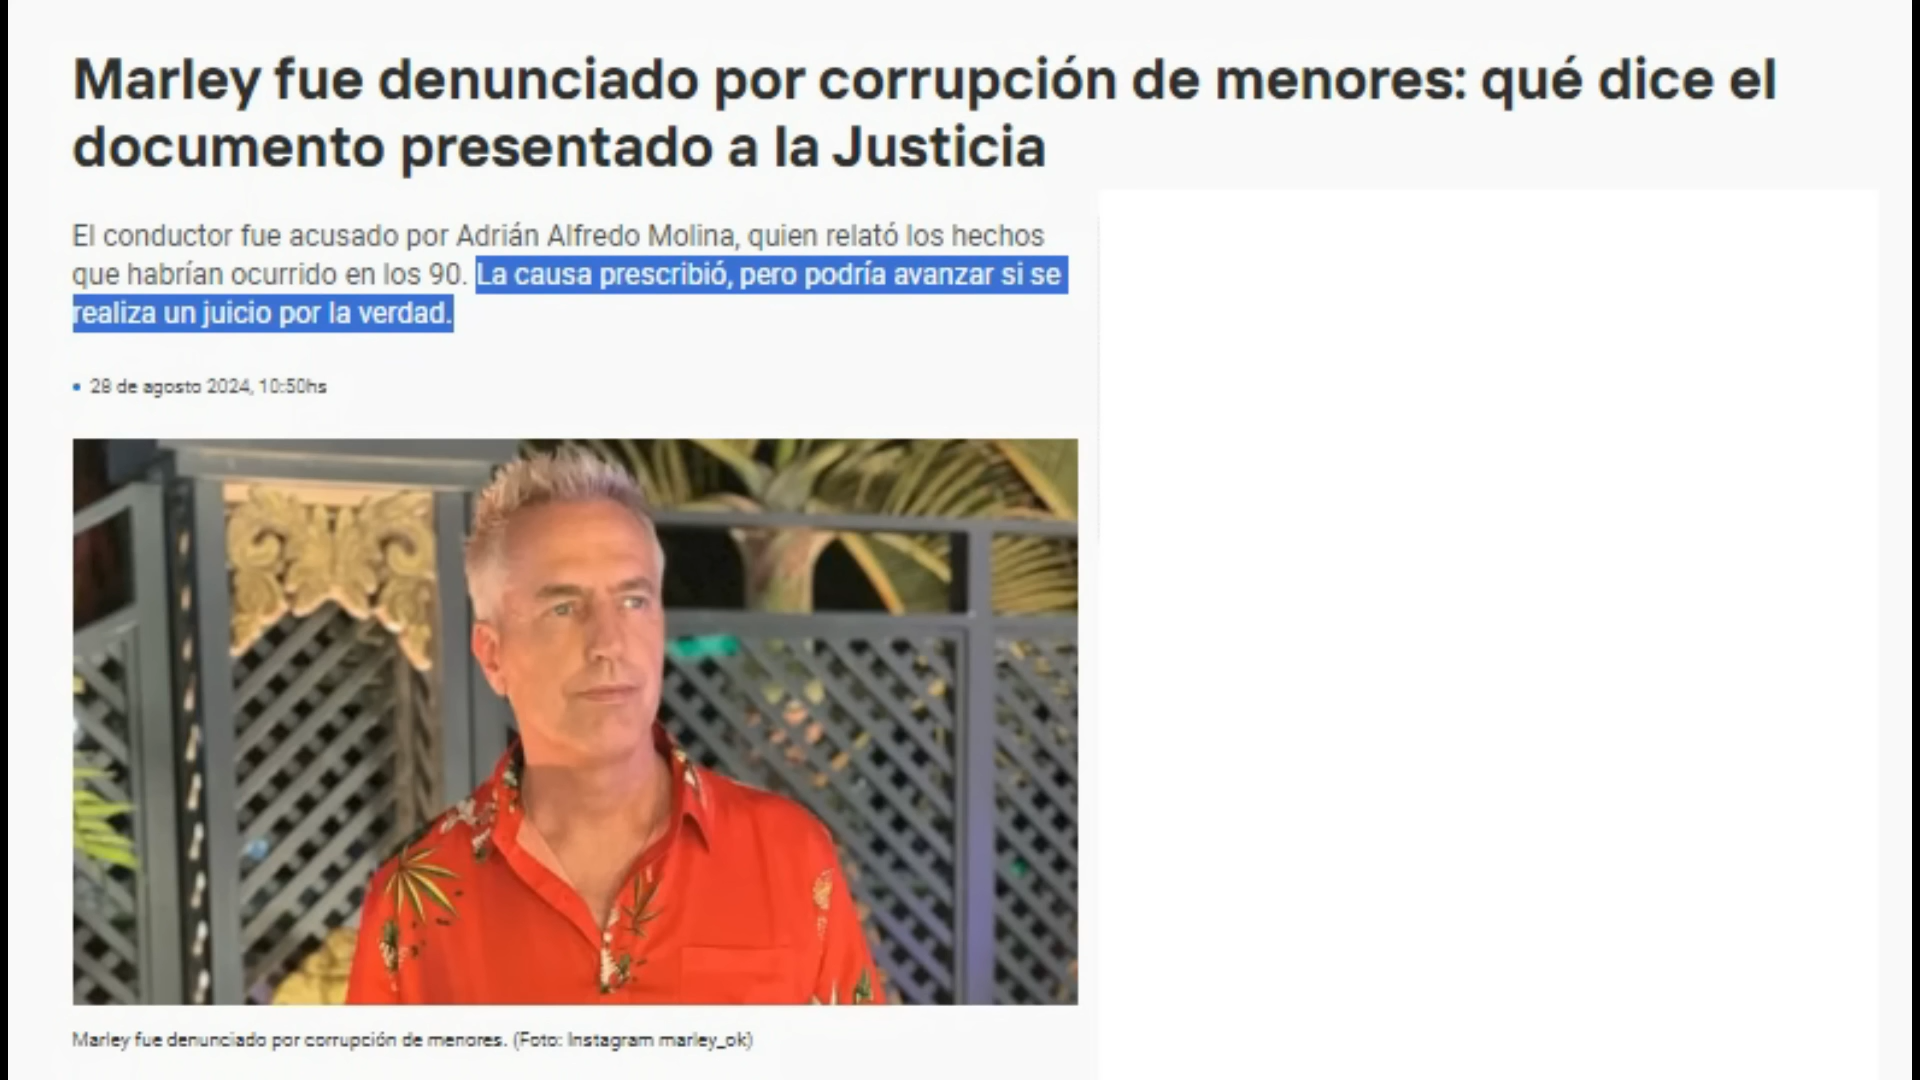 Marley fue denunciado por corrupción de menores: qué dice el
documento presentado a la Justicia
El conductor fue acusado por Adrián Alfredo Molina, quien relató los hechos
que habrían ocurrido en los 90. La causa prescribió, pero podría avanzar si se
realiza un juicio por la verdad.
• 28 de agosto 2024, 10:50hs
Marley fue denunciado por corrupción de menores. (Foto: Instagram marley_ok)